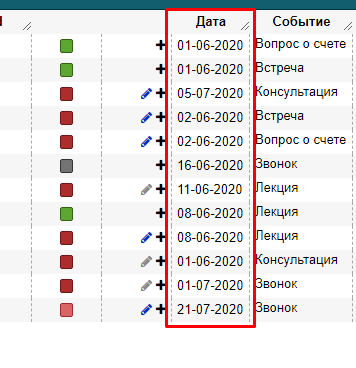 Дата Событие
01-06-2020 Вопрос о счете
01-06-2020 Встреча
05-07-2020 Консультация
02-06-2020 Встреча
02-06-2020 Вопрос о счете
16-06-2020 Звонок
11-06-2020 Лекция
08-06-2020 Лекция
08-06-2020 Лекция
01-06-2020 Консультация
01-07-2020 Звонок
21-07-2020 Звонок